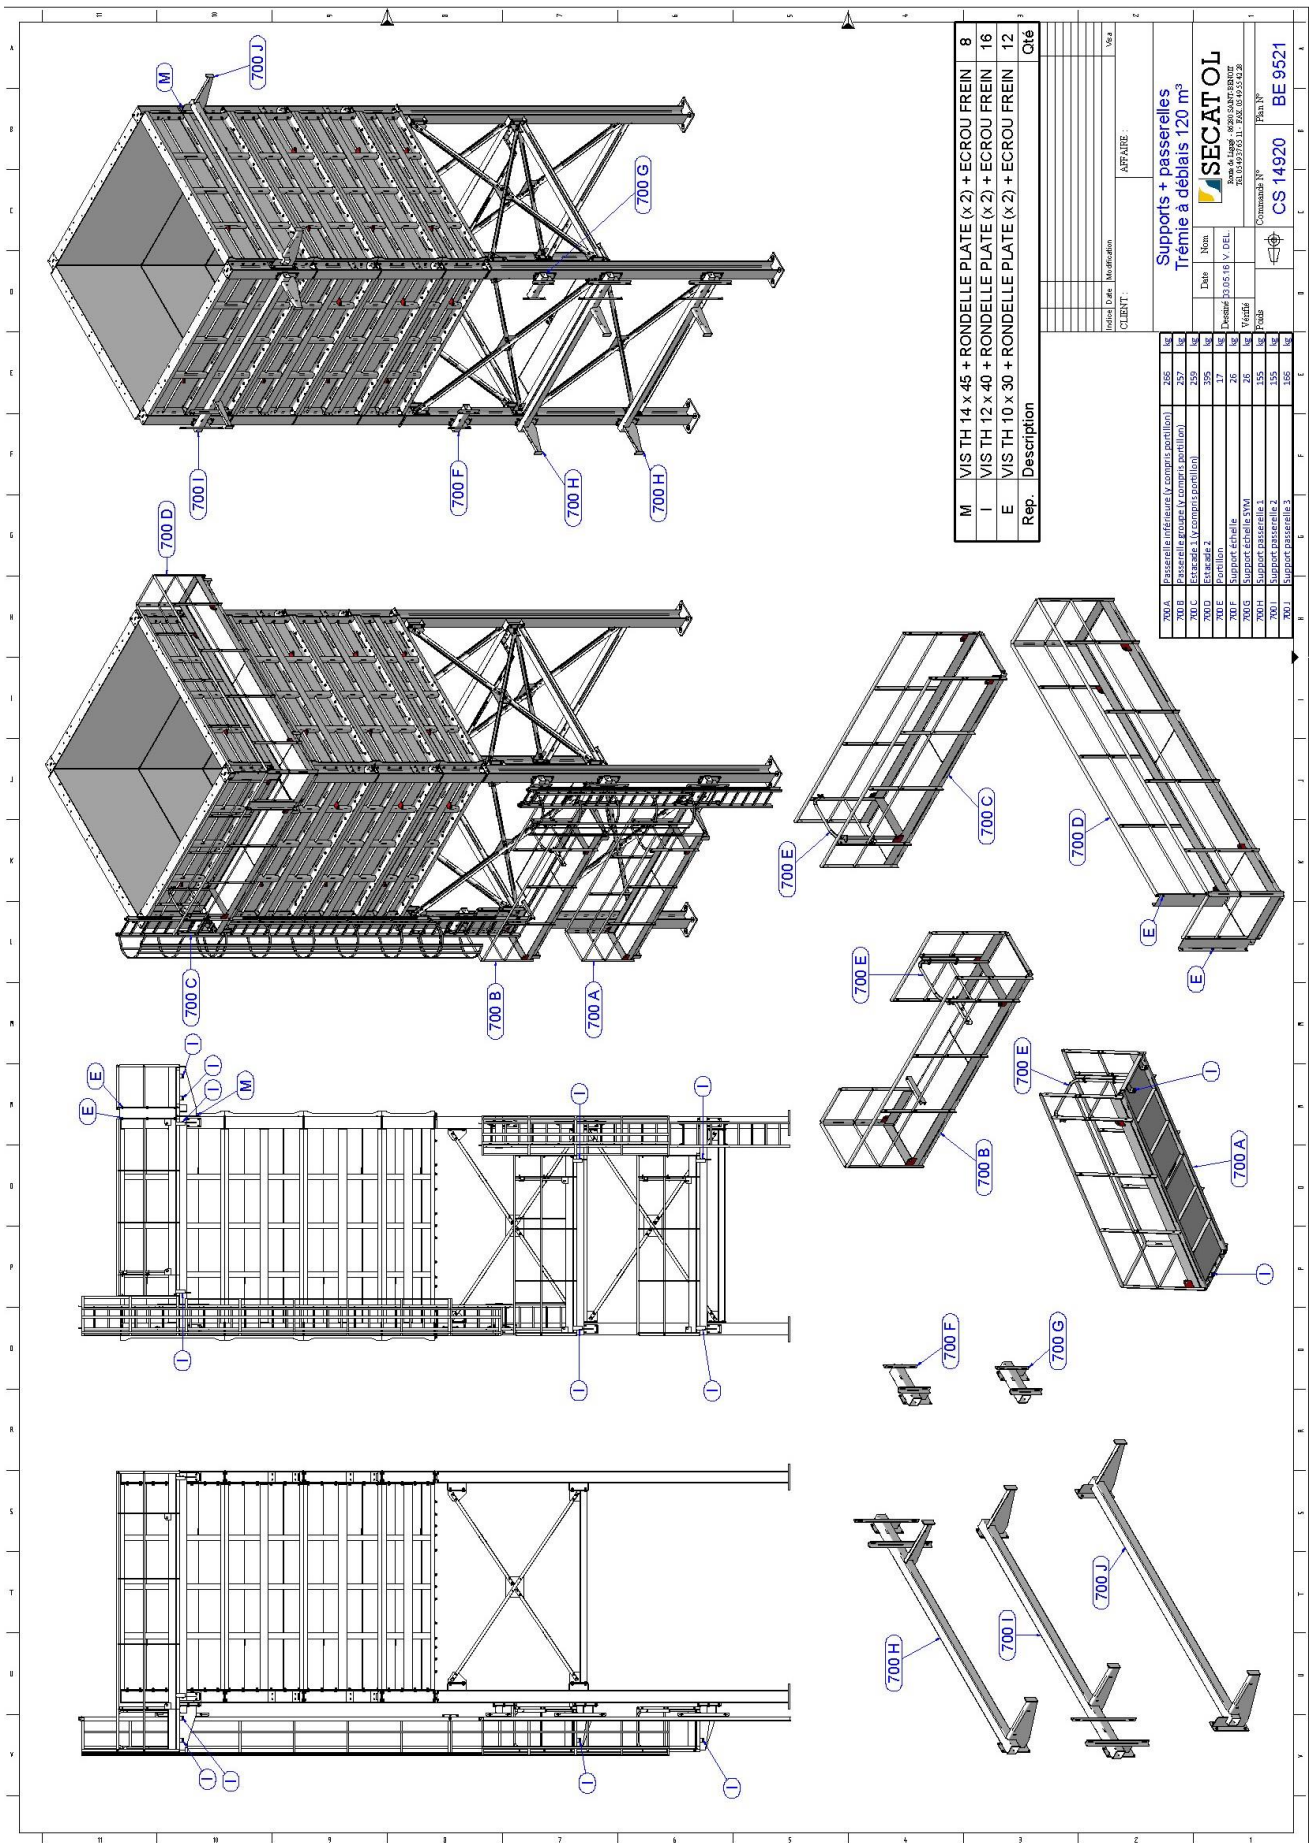 700 J
M
700 G
700 I
700 F
700 H
700 H
700 D
700 C
700 B
700 A
E
E
I
I
I
M
I
I
I
I
I
I
I
I
I
700 E
700 C
700 D
E
E
700 E
700 B
700 E
I
700 A
I
700 F
700 G
700 H
700 I
700 J
M VIS TH 14 x 45 + RONDELLE PLATE (x 2) + ECROU FREIN 8
I VIS TH 12 x 40 + RONDELLE PLATE (x 2) + ECROU FREIN 16
E VIS TH 10 x 30 + RONDELLE PLATE (x 2) + ECROU FREIN 12
Rep. Description Qté
Indice Date Modification Visa
CLIENT : AFFAIRE :
Supports + passerelles
Trémie à déblais 120 m³
Date Nom
Dessiné 03.05.16 V. DEL.
Vérifié
Poids
SECATOL
Commande N° Plan N°
CS 14920 BE 9521
700 A Passerelle inférieure (y compris portillon) 266 kg
700 B Passerelle groupe (y compris portillon) 257 kg
700 C Estacade 1 (y compris portillon) 259 kg
700 D Estacade 2 395 kg
700 E Portillon 17 kg
700 F Support échelle 26 kg
700 G Support échelle SYM 26 kg
700 H Support passerelle 1 155 kg
700 I Support passerelle 2 155 kg
700 J Support passerelle 3 166 kg